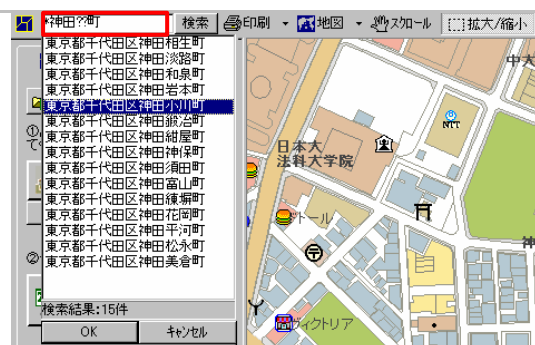 *神田??町
検索
印刷
地図
スクロール
拡大/縮小
東京都千代田区神田相生町
東京都千代田区神田淡路町
東京都千代田区神田和泉町
東京都千代田区神田岩本町
東京都千代田区神田小川町
東京都千代田区神田鍛冶町
東京都千代田区神田紺屋町
東京都千代田区神田神保町
東京都千代田区神田須田町
東京都千代田区神田富山町
東京都千代田区神田練塀町
東京都千代田区神田花岡町
東京都千代田区神田平河町
東京都千代田区神田松永町
東京都千代田区神田美倉町
検索結果:15件
OK
キャンセル
①
て
②
中大
NTT
日本大
法科大学院
トール
神
ヴィクトリア